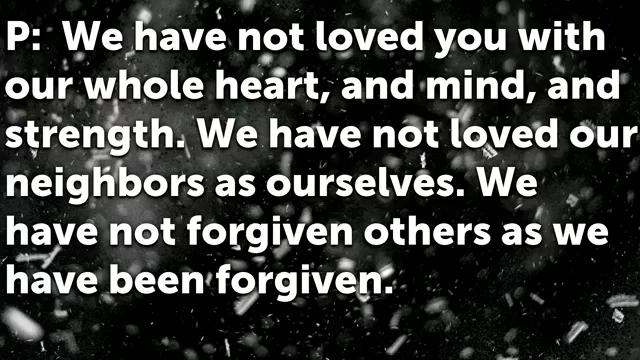 P:  We have not loved you with
our whole heart, and mind, and
strength. We have not loved our
neighbors as ourselves. We
have not forgiven others as we
have been forgiven.